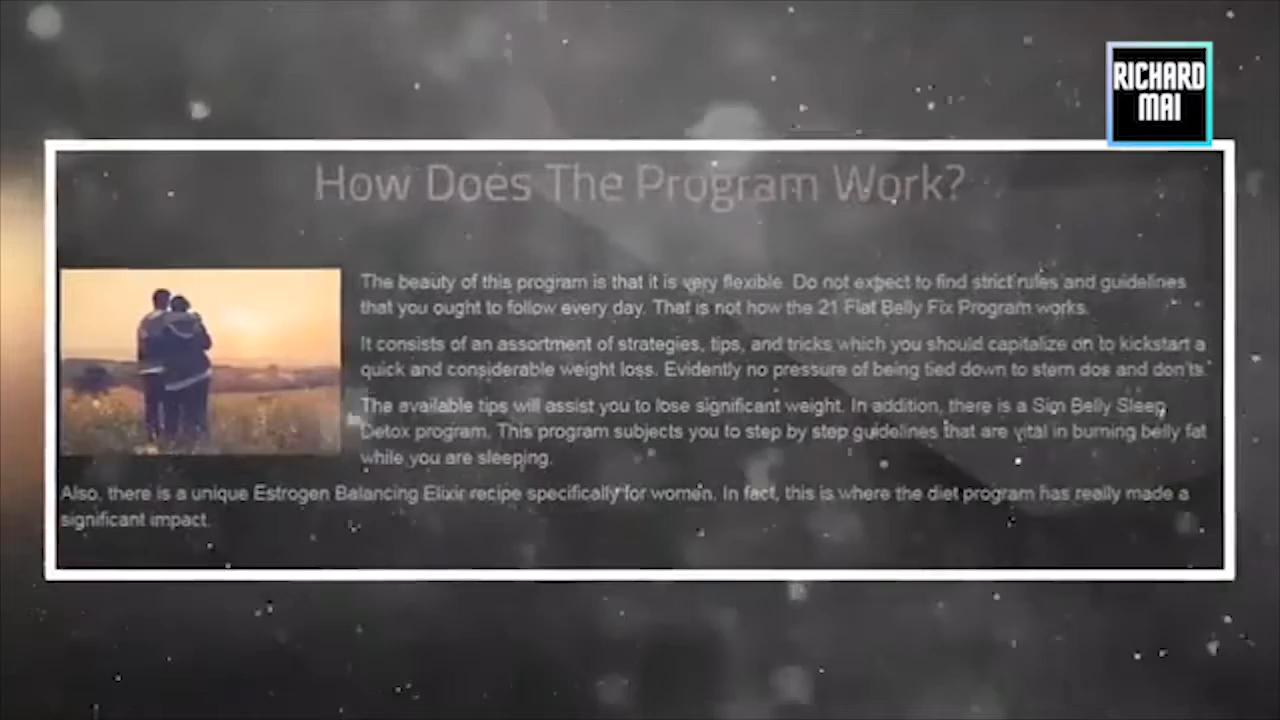 RICHARD
MAI
How Does The Program Work?
The beauty of this program is that it is very flexible. Do not expect to find strict rules and guidelines
that you ought to follow every day. That is not how the 21 Flat Belly Fix Program works.
It consists of an assortment of strategies, tips, and tricks which you should capitalize on to kickstart a
quick and considerable weight loss. Evidently no pressure of being tied down to stern dos and don'ts."
The available tips will assist you to lose significant weight. In addition, there is a Sim Belly Sleep
Detox program. This program subjects you to step by step guidelines that are vital in burning belly fat
while you are sleeping.
Also, there is a unique Estrogen Balancing Elixir recipe specifically for women. In fact, this is where the diet program has really made a
significant impact.